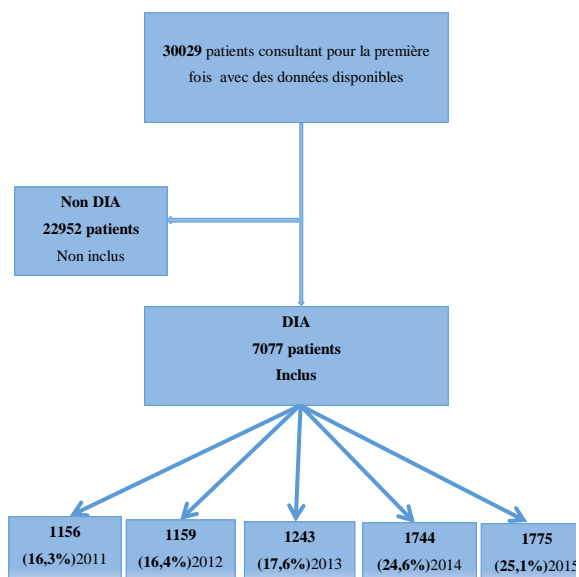 30029 patients consultant pour la première
fois avec des données disponibles
Non DIA
22952 patients
Non inclus
DIA
7077 patients
Inclus
1156
(16,3%)2011
1159
(16,4%)2012
1243
(17,6%)2013
1744
(24,6%)2014
1775
(25,1%)2015